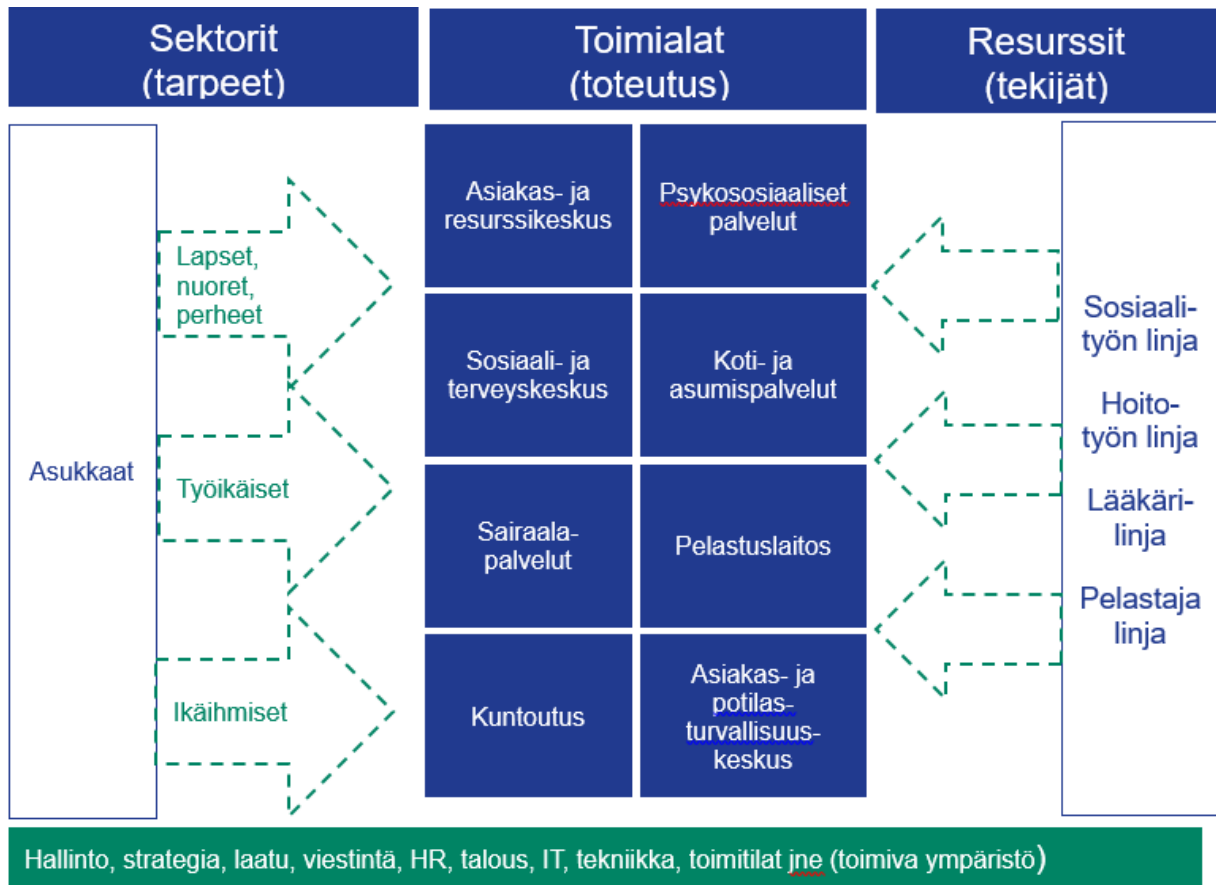 Sektorit
(tarpeet)
Toimialat
(toteutus)
Resurssit
(tekijät)
Asukkaat
Lapset,
nuoret,
perheet
Työikäiset
Ikäihmiset
Asiakas- ja
resurssikeskus
Psykososiaaliset
palvelut
Sosiaali- ja
terveyskeskus
Koti- ja
asumispalvelut
Sairaala-
palvelut
Pelastuslaitos
Kuntoutus
Asiakas- ja
potilas-
turvallisuus-
keskus
Sosiaali-
työn linja
Hoito-
työn linja
Lääkäri-
linja
Pelastaja
linja
Hallinto, strategia, laatu, viestintä, HR, talous, IT, tekniikka, toimitilat jne (toimiva ympäristö)